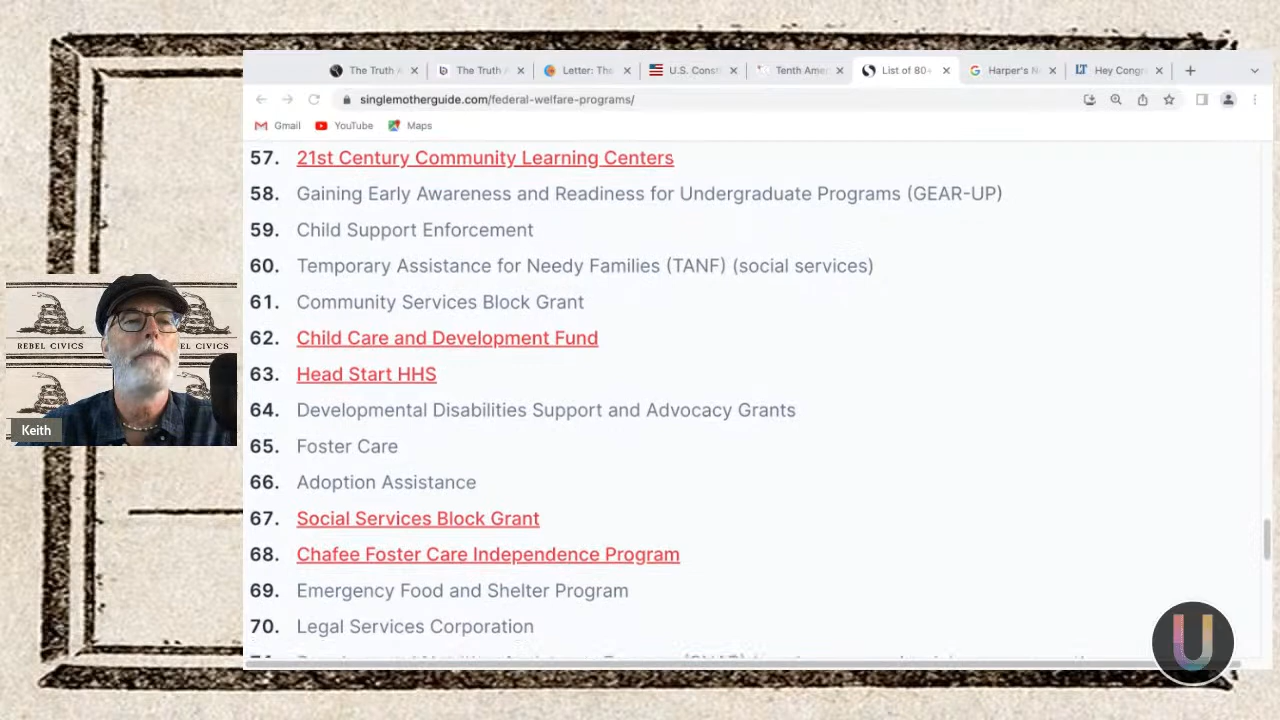 The Truth
The Truth
Letter: Th
U.S. Const
Tenth Ame
List of 80
Harper's N
LT
Hey Congr
singlemotherguide.com/federal-welfare-programs/
Gmail
YouTube
Maps
57. 21st Century Community Learning Centers
58. Gaining Early Awareness and Readiness for Undergraduate Programs (GEAR-UP)
59. Child Support Enforcement
60. Temporary Assistance for Needy Families (TANF) (social services)
61. Community Services Block Grant
62. Child Care and Development Fund
63. Head Start HHS
64. Developmental Disabilities Support and Advocacy Grants
65. Foster Care
66. Adoption Assistance
67. Social Services Block Grant
68. Chafee Foster Care Independence Program
69. Emergency Food and Shelter Program
70. Legal Services Corporation
REBEL CIVICS
EL CIVICS
Keith
U